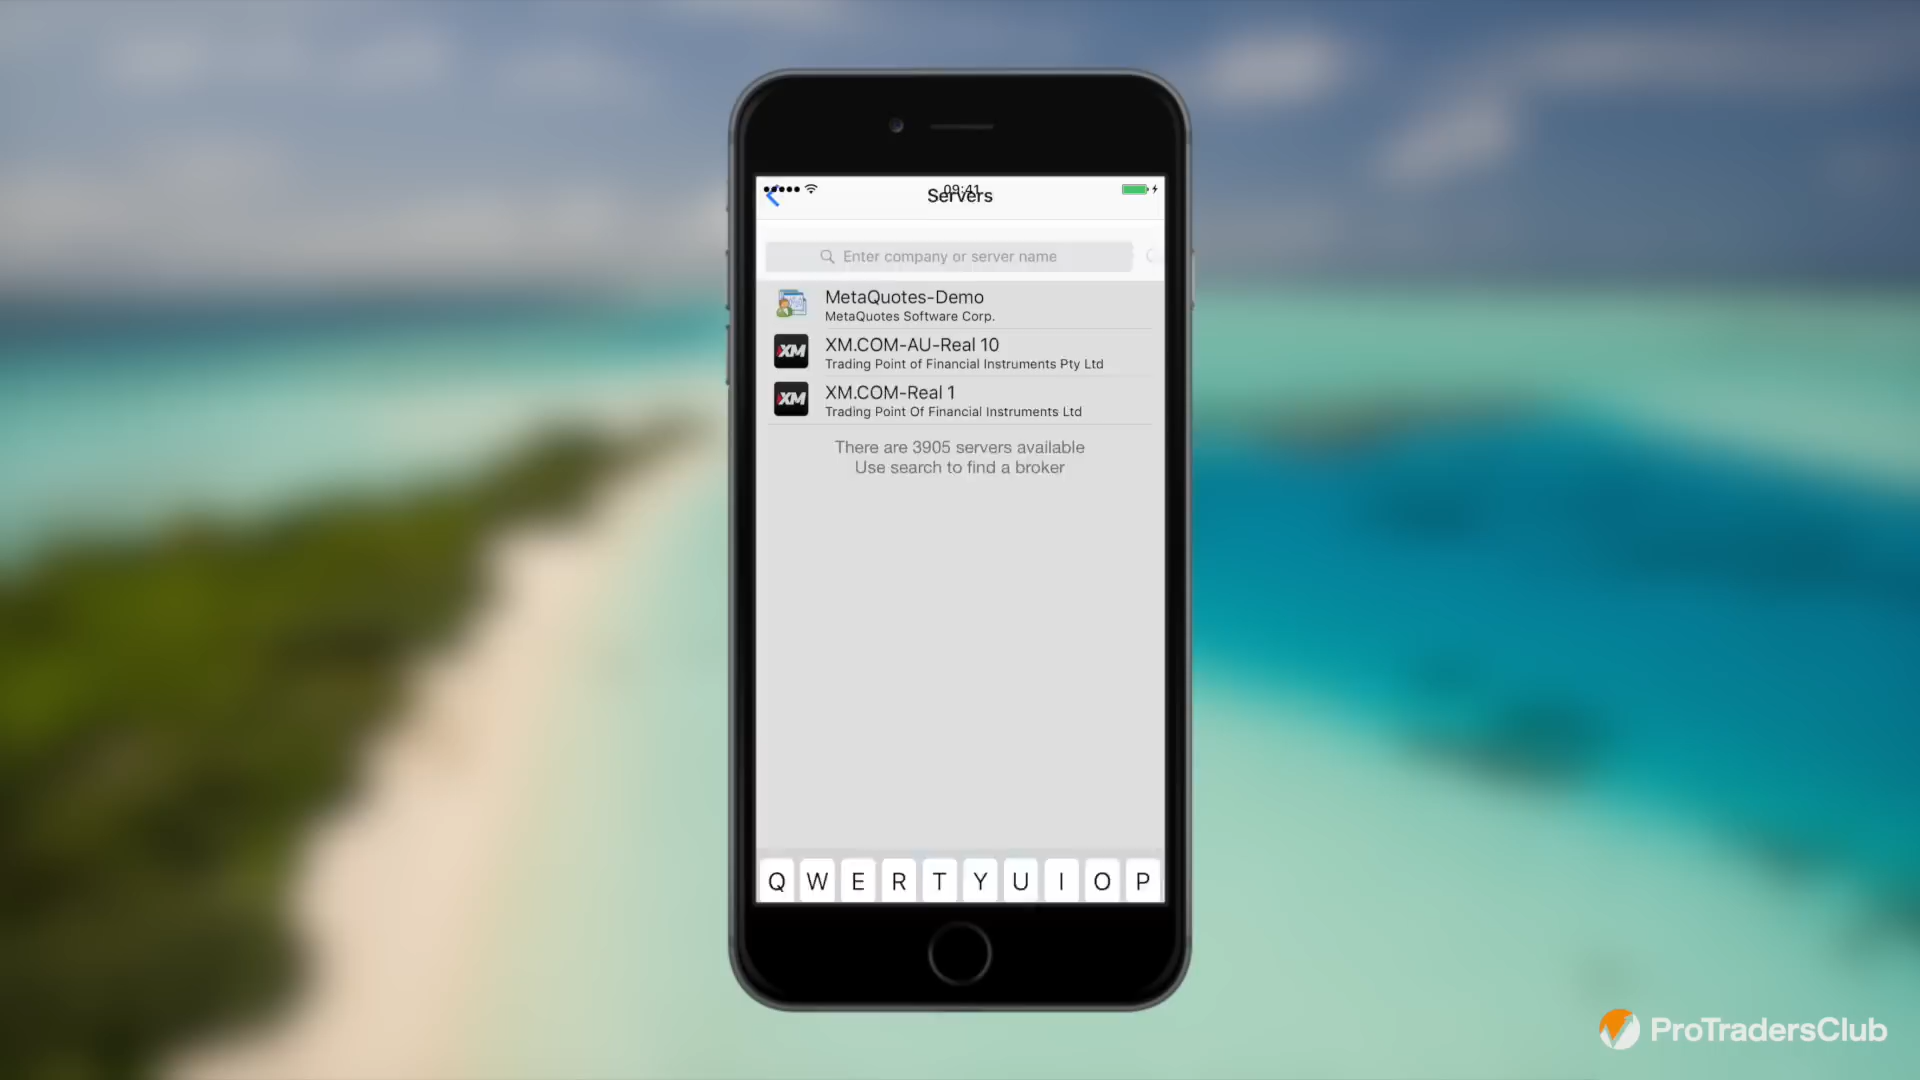 09:41
Servers
Enter company or server name
MetaQuotes-Demo
MetaQuotes Software Corp.
XM
XM.COM-AU-Real 10
Trading Point of Financial Instruments Pty Ltd
XM
XM.COM-Real 1
Trading Point Of Financial Instruments Ltd
There are 3905 servers available
Use search to find a broker
Q W E R T Y U I O P
ProTradersClub